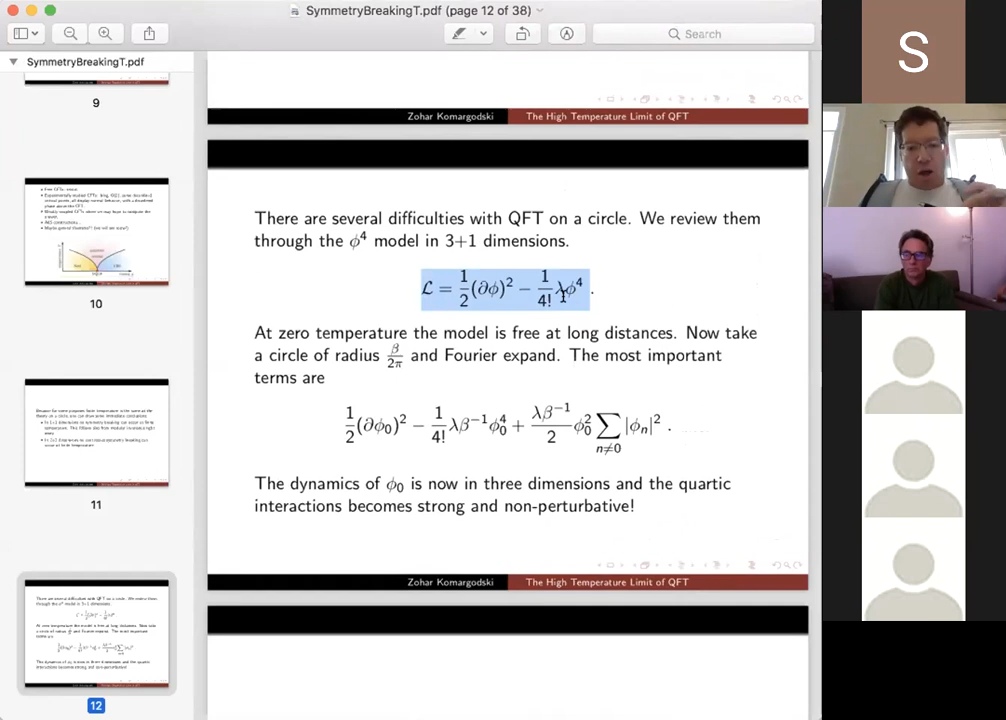 SymmetryBreakingT.pdf (page 12 of 38)
Search
SymmetryBreakingT.pdf
9
10
11
12
Zohar Komargodski The High Temperature Limit of QFT
There are several difficulties with QFT on a circle. We review them
through the ϕ⁴ model in 3+1 dimensions.
ℒ = 1/2 (∂ϕ)² − 1/4! λϕ⁴ .
At zero temperature the model is free at long distances. Now take
a circle of radius β/2π and Fourier expand. The most important
terms are
1/2 (∂ϕ₀)² − 1/4! λβ⁻¹ϕ₀⁴ + λβ⁻¹/2 ϕ₀² ∑_{n≠0} |ϕₙ|² .
The dynamics of ϕ₀ is now in three dimensions and the quartic
interactions becomes strong and non-perturbative!
Zohar Komargodski The High Temperature Limit of QFT
S